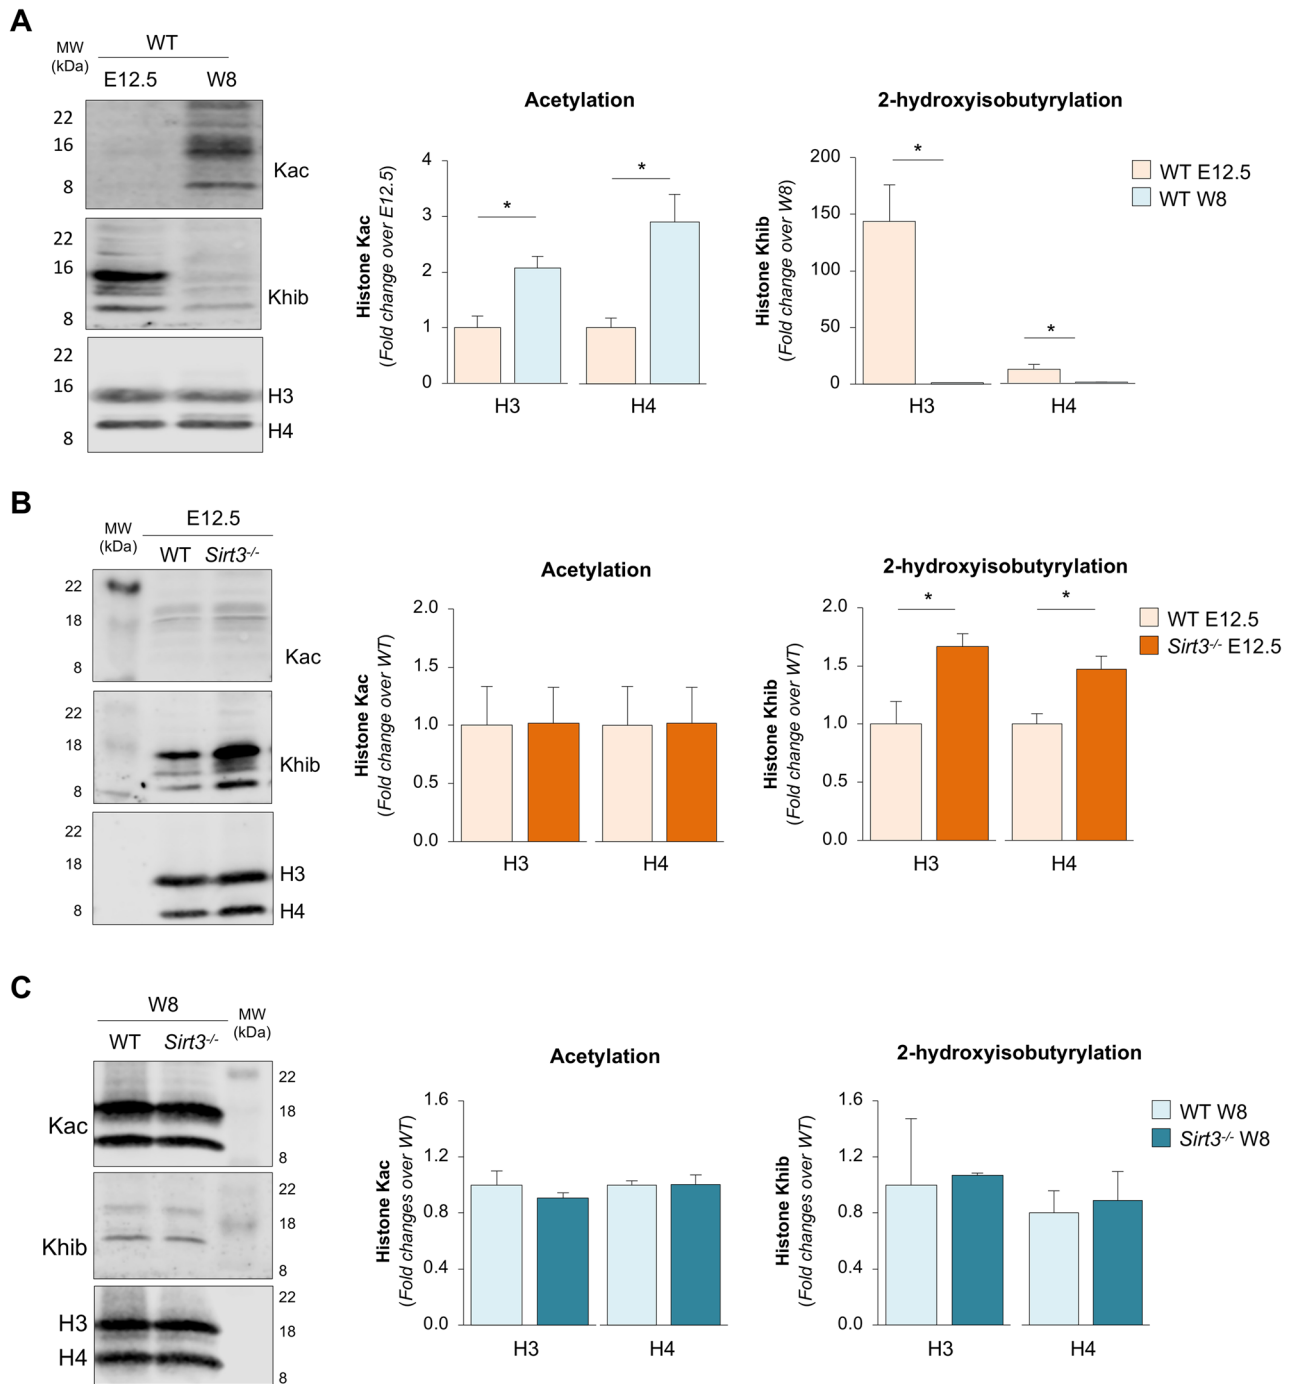 A
MW
(kDa)
WT
E12.5 W8
22
16
8
Kac
22
16
8
Khib
22
16
8
H3
H4
Acetylation
Histone Kac
(Fold change over E12.5)
4
3
2
1
0
*
*
H3 H4
2-hydroxyisobutyrylation
Histone Khib
(Fold change over W8)
200
150
100
50
0
*
*
H3 H4
WT E12.5
WT W8
B
MW
(kDa)
E12.5
WT Sirt3-/-
22
18
8
Kac
22
18
8
Khib
22
18
8
H3
H4
Acetylation
Histone Kac
(Fold change over WT)
2.0
1.5
1.0
0.5
0.0
H3 H4
2-hydroxyisobutyrylation
Histone Khib
(Fold change over WT)
2.0
1.5
1.0
0.5
0.0
*
*
H3 H4
WT E12.5
Sirt3-/- E12.5
C
W8
WT Sirt3-/-
MW
(kDa)
Kac
22
18
8
Khib
22
18
8
H3
H4
22
18
8
Acetylation
Histone Kac
(Fold changes over WT)
1.6
1.2
0.8
0.4
0.0
H3 H4
2-hydroxyisobutyrylation
Histone Khib
(Fold changes over WT)
1.6
1.2
0.8
0.4
0.0
H3 H4
WT W8
Sirt3-/- W8